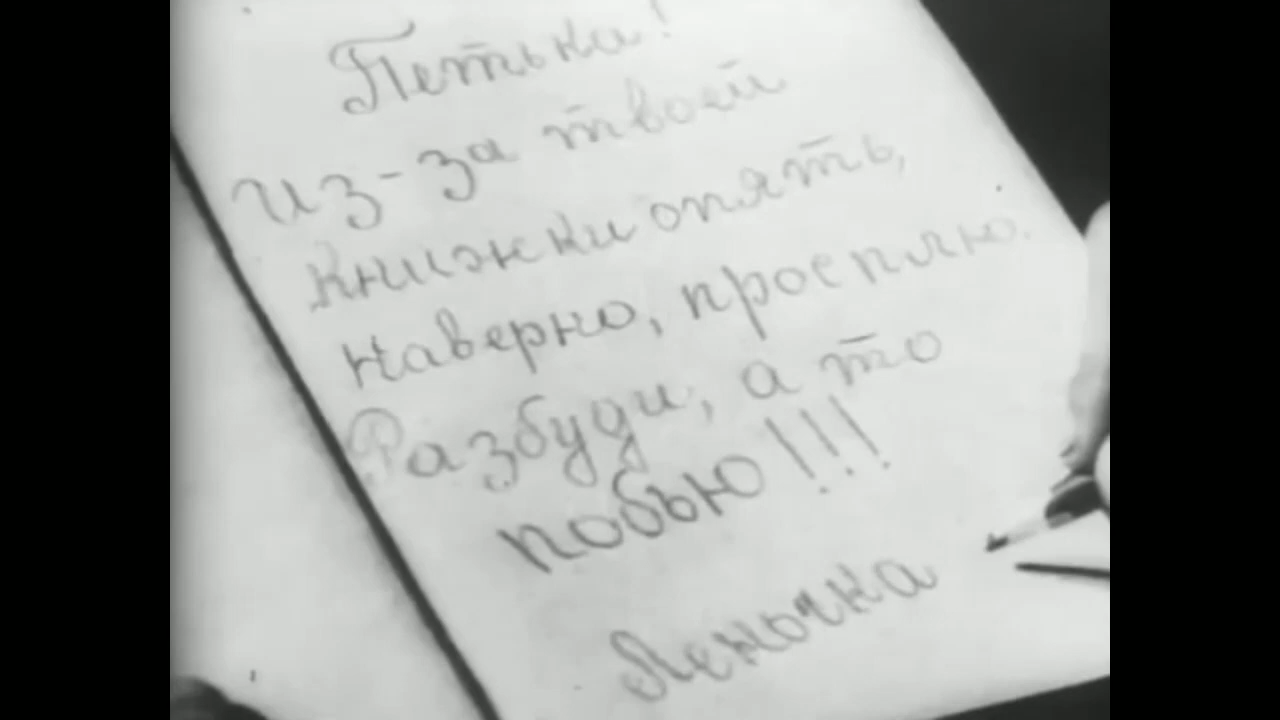 Петька!
Из-за твоей
книжки опять,
наверно, просплю.
Разбуди, а то
побью!!!
Леночка